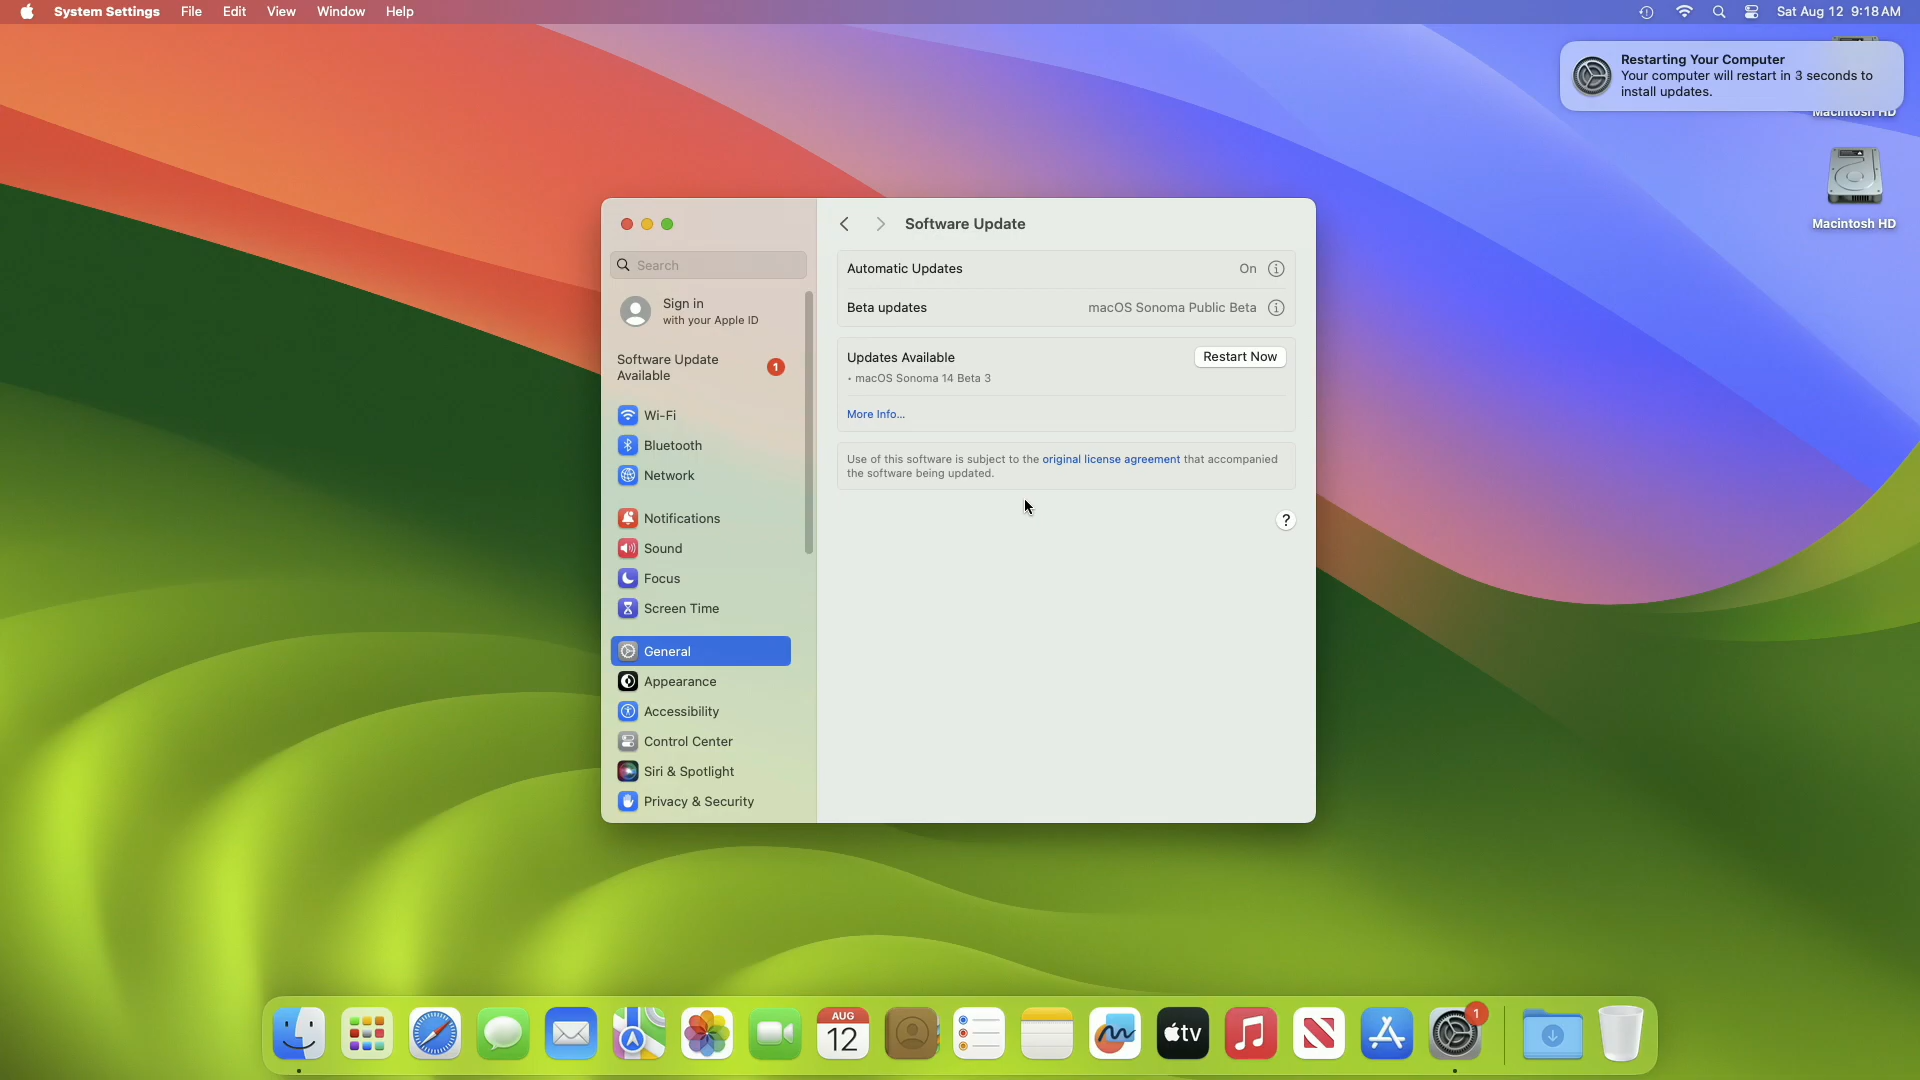 System Settings File Edit View Window Help
Sat Aug 12 9:18 AM
Restarting Your Computer
Your computer will restart in 3 seconds to
install updates.
Macintosh HD
Macintosh HD
Software Update
Search
Sign in
with your Apple ID
Software Update
Available
1
Wi-Fi
Bluetooth
Network
Notifications
Sound
Focus
Screen Time
General
Appearance
Accessibility
Control Center
Siri & Spotlight
Privacy & Security
Automatic Updates On
Beta updates macOS Sonoma Public Beta
Updates Available Restart Now
• macOS Sonoma 14 Beta 3
More Info...
Use of this software is subject to the original license agreement that accompanied
the software being updated.
?
AUG
12
tv
1